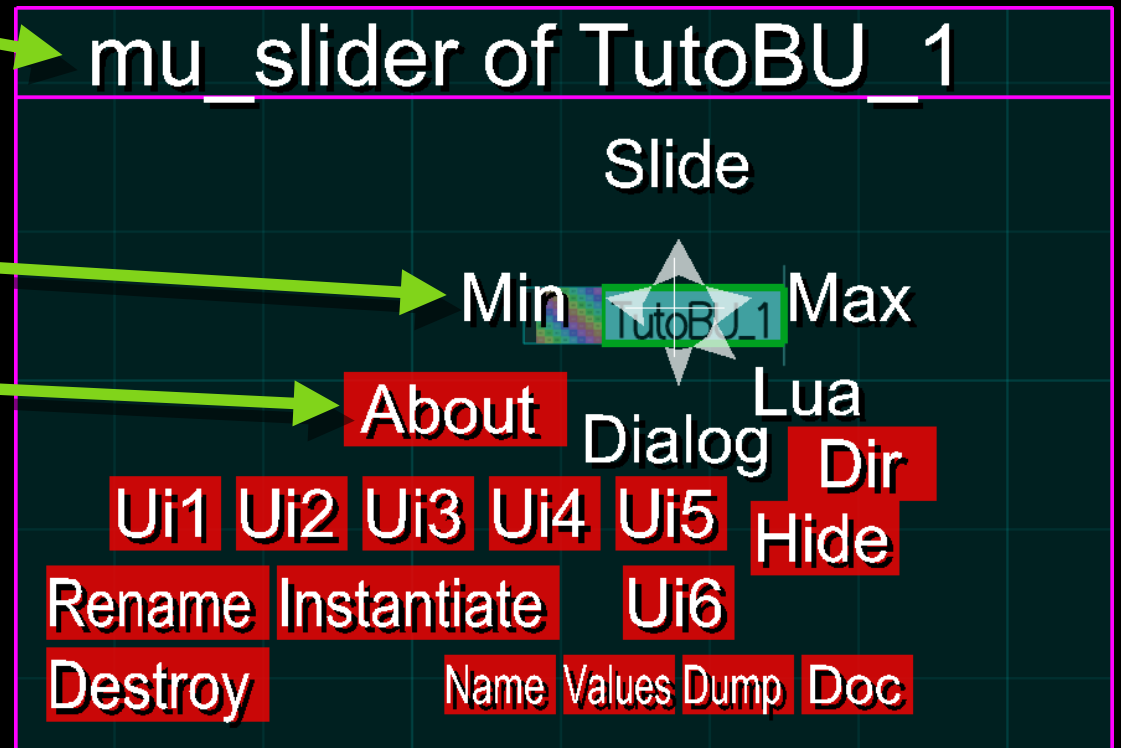 mu_slider of TutoBU_1
Slide
Min TutoBU_1 Max
About Dialog Lua
Dir
Ui1 Ui2 Ui3 Ui4 Ui5 Hide
Rename Instantiate Ui6
Destroy Name Values Dump Doc